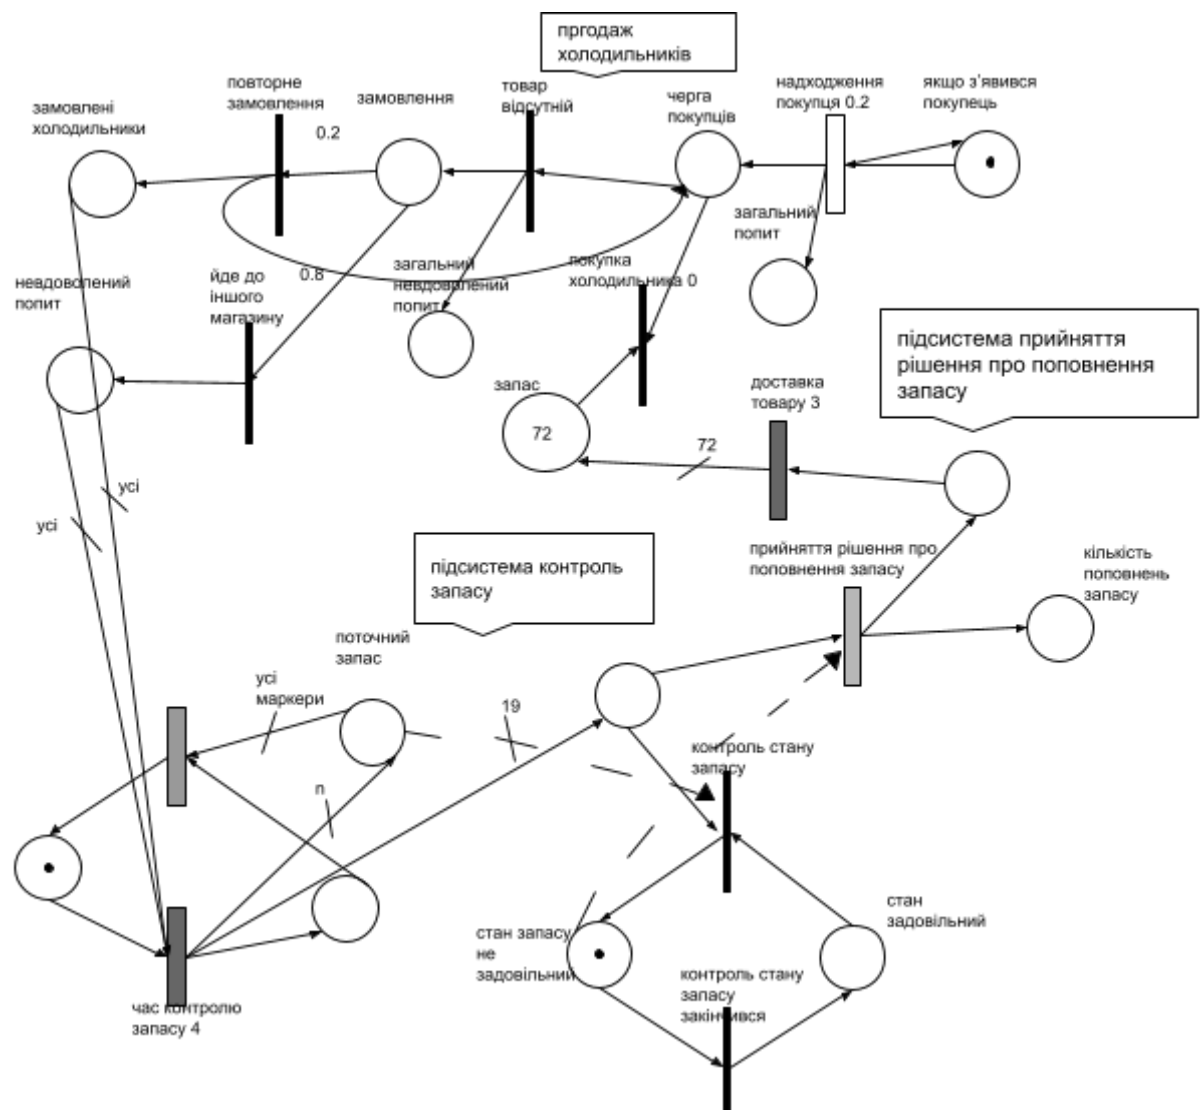 пргодаж
холодильників
повторне
замовлення
замовлення
товар
відсутній
черга
покупців
надходження
покупця 0.2
якщо з’явився
покупець
замовлені
холодильники
0.2
загальний
попит
невдоволений
попит
йде до
іншого
магазину
0.8
загальний
невдоволений
попит
покупка
холодильника 0
підсистема прийняття
рішення про поповнення
запасу
запас
72
доставка
товару 3
72
усі
усі
підсистема контроль
запасу
прийняття рішення про
поповнення запасу
кількість
поповнень
запасу
поточний
запас
усі
маркери
19
n
контроль стану
запасу
стан запасу
не
задовільний
стан
задовільний
контроль стану
запасу
закінчився
час контролю
запасу 4